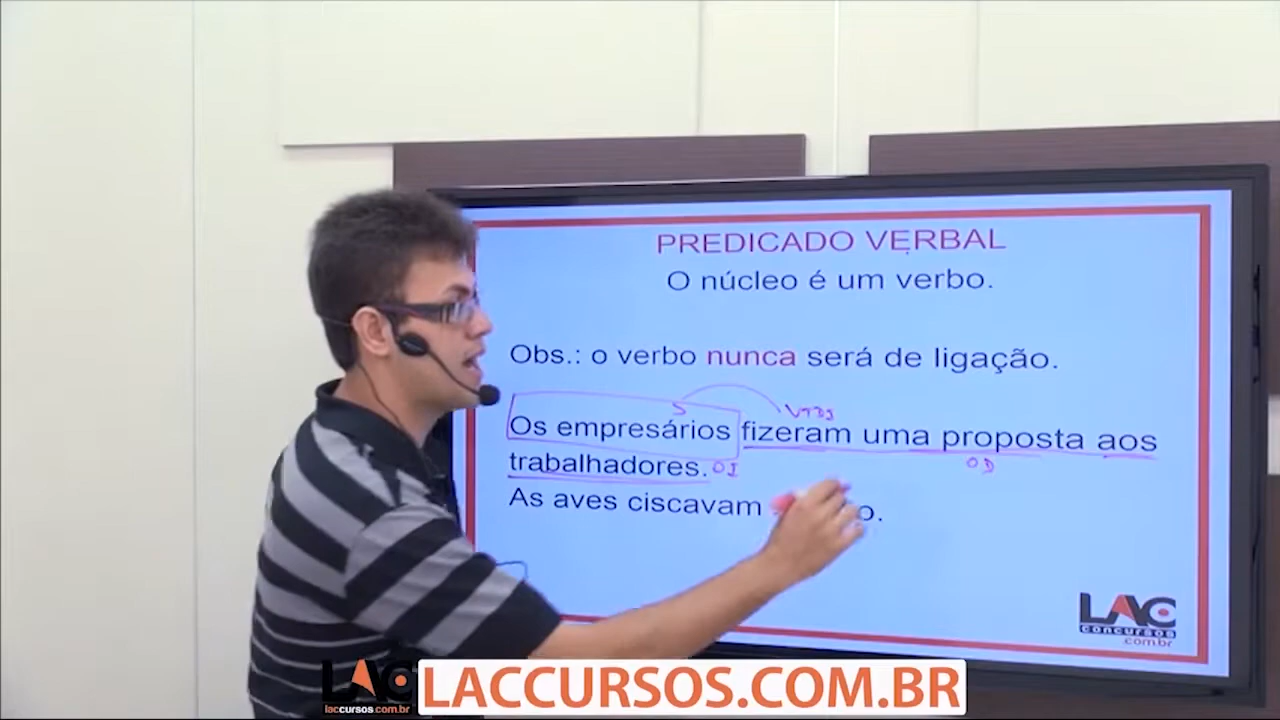 PREDICADO VERBAL
O núcleo é um verbo.
Obs.: o verbo nunca será de ligação.
S VTDI
Os empresários fizeram uma proposta aos
OD
trabalhadores. OI
As aves ciscavam
LAC
concursos
.com.br
LAC
laccursos.com.br
LACCURSOS.COM.BR